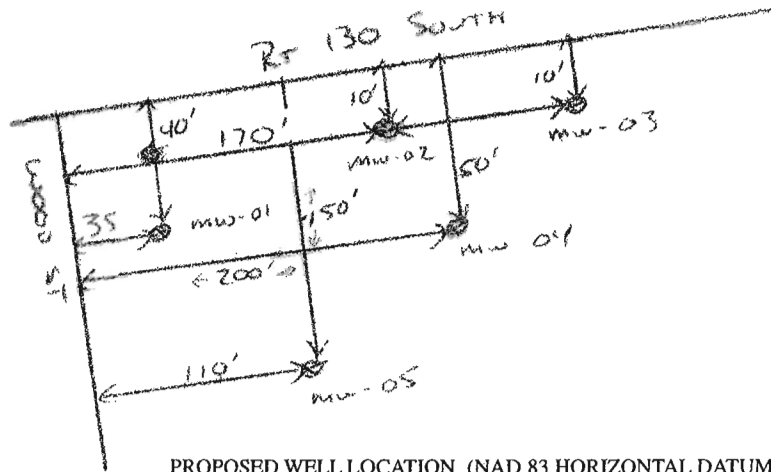 Rt 130 SOUTH
40'
170'
10'
10'
mw-02
mw-03
35
mw-01
150'
50'
mw 04
200'
St
110'
mw-05
PROPOSED WELL LOCATION (NAD 83 HORIZONTAL DATUM